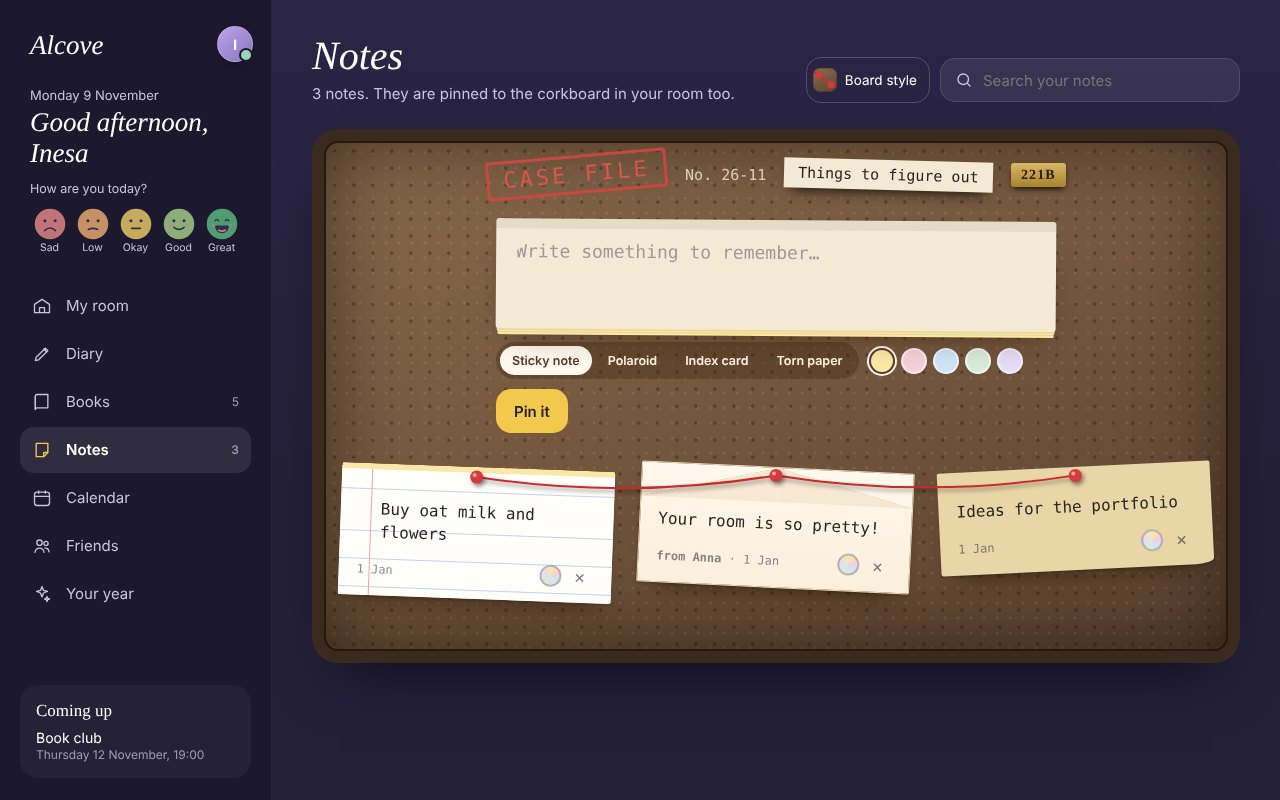 Alcove
I
Monday 9 November
Good afternoon,
Inesa
How are you today?
Sad Low Okay Good Great
My room
Diary
Books 5
Notes 3
Calendar
Friends
Your year
Coming up
Book club
Thursday 12 November, 19:00
Notes
3 notes. They are pinned to the corkboard in your room too.
Board style
Search your notes
CASE FILE
No. 26-11
Things to figure out
221B
Write something to remember…
Sticky note Polaroid Index card Torn paper
Pin it
Buy oat milk and
flowers
1 Jan ×
Your room is so pretty!
from Anna · 1 Jan ×
Ideas for the portfolio
1 Jan ×